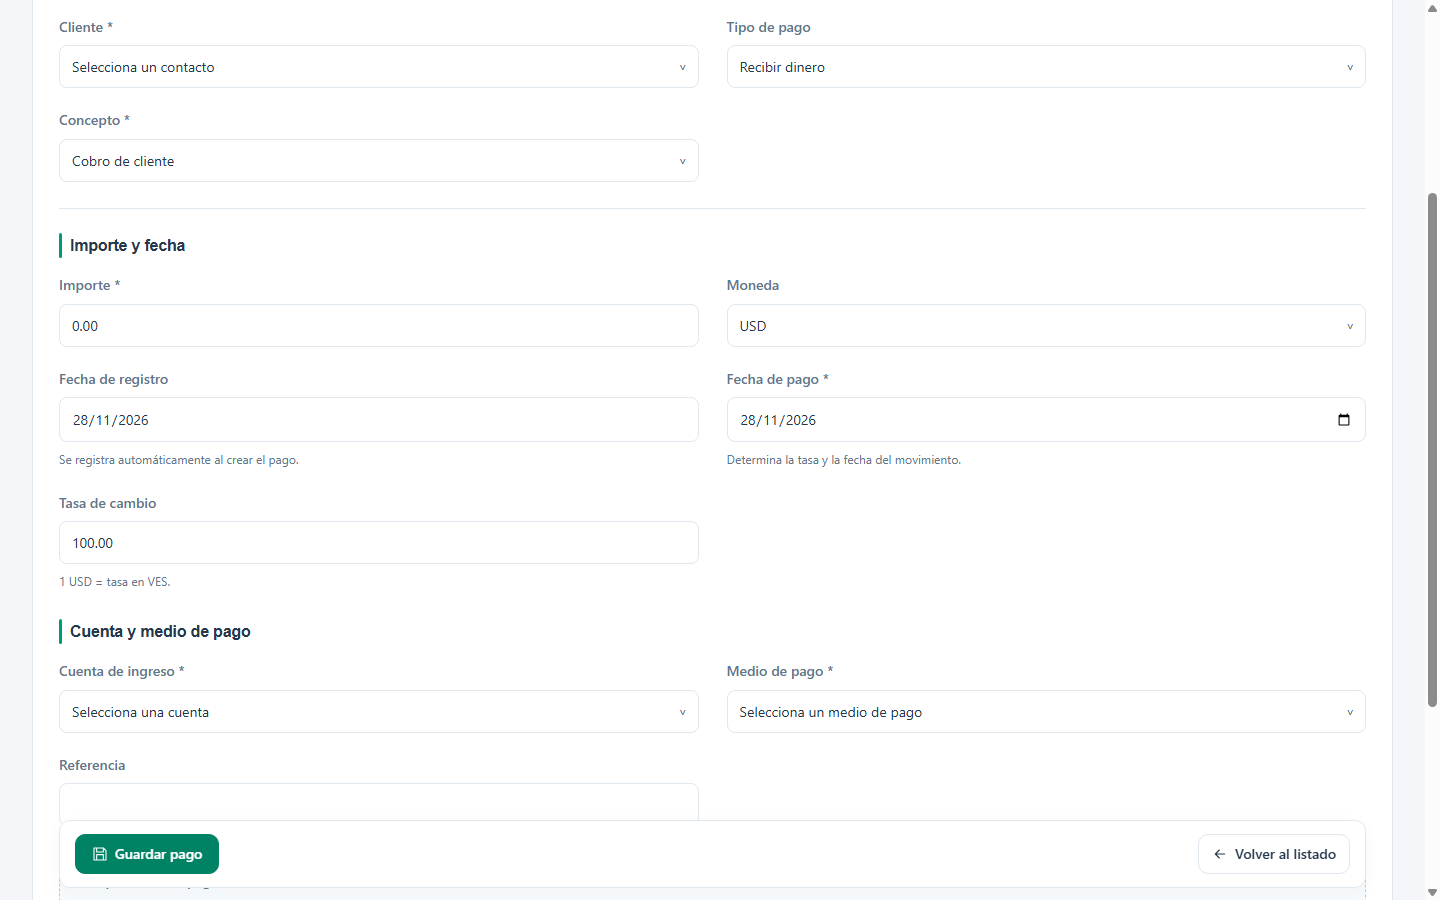 Cliente *
Tipo de pago
Selecciona un contacto
Recibir dinero
Concepto *
Cobro de cliente
Importe y fecha
Importe *
Moneda
0.00
USD
Fecha de registro
Fecha de pago *
28/11/2026
28/11/2026
Se registra automáticamente al crear el pago.
Determina la tasa y la fecha del movimiento.
Tasa de cambio
100.00
1 USD = tasa en VES.
Cuenta y medio de pago
Cuenta de ingreso *
Medio de pago *
Selecciona una cuenta
Selecciona un medio de pago
Referencia
Guardar pago
Volver al listado